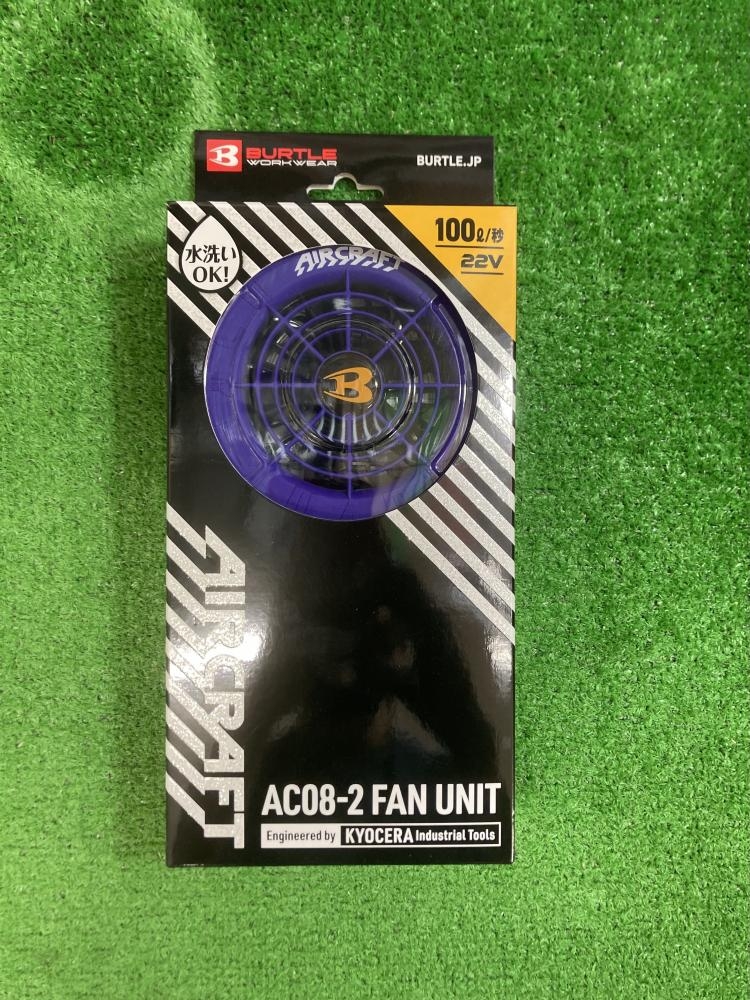 BURTLE
WORKWEAR
BURTLE.JP
水洗い
OK!
100ℓ/秒
22V
AIRCRAFT
B
AIRCRAFT
AC08-2 FAN UNIT
Engineered by KYOCERA Industrial Tools